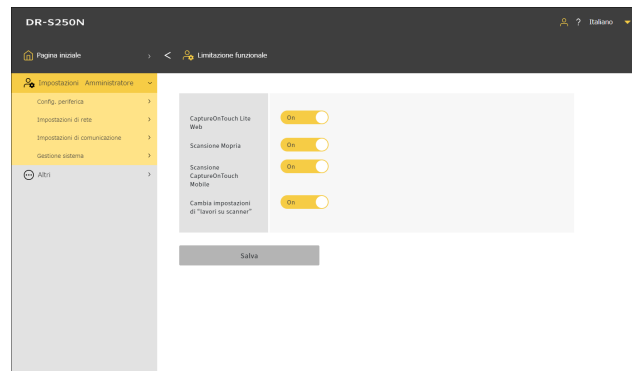 DR-S250N
? Italiano
Pagina iniziale
Limitazione funzionale
Impostazioni Amministratore
Config. periferica
Impostazioni di rete
Impostazioni di comunicazione
Gestione sistema
Altri
CaptureOnTouch Lite
Web
On
Scansione Mopria
On
Scansione
CaptureOnTouch
Mobile
On
Cambia impostazioni
di "lavori su scanner"
On
Salva